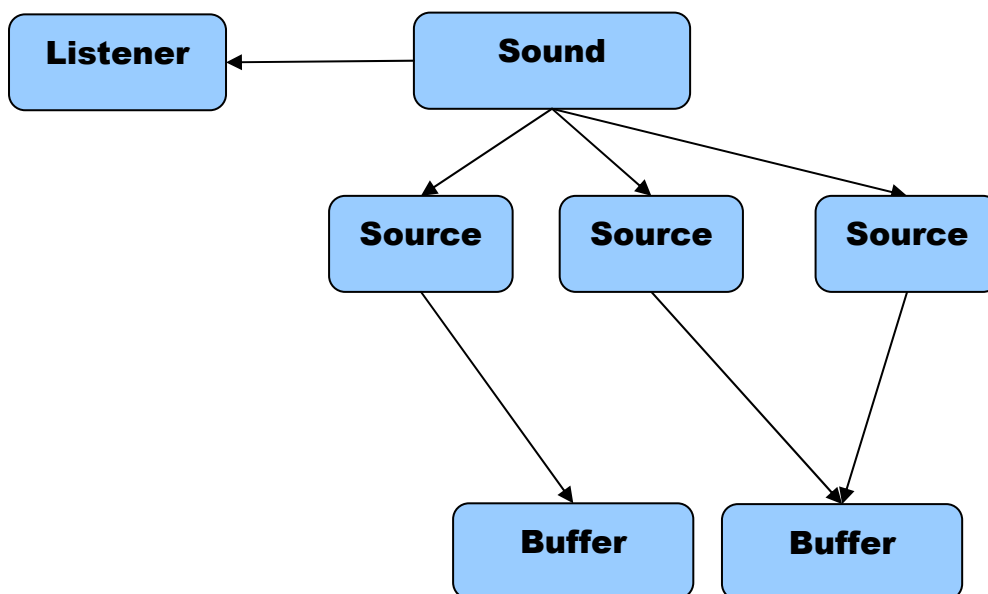 Listener
Sound
Source
Source
Source
Buffer
Buffer